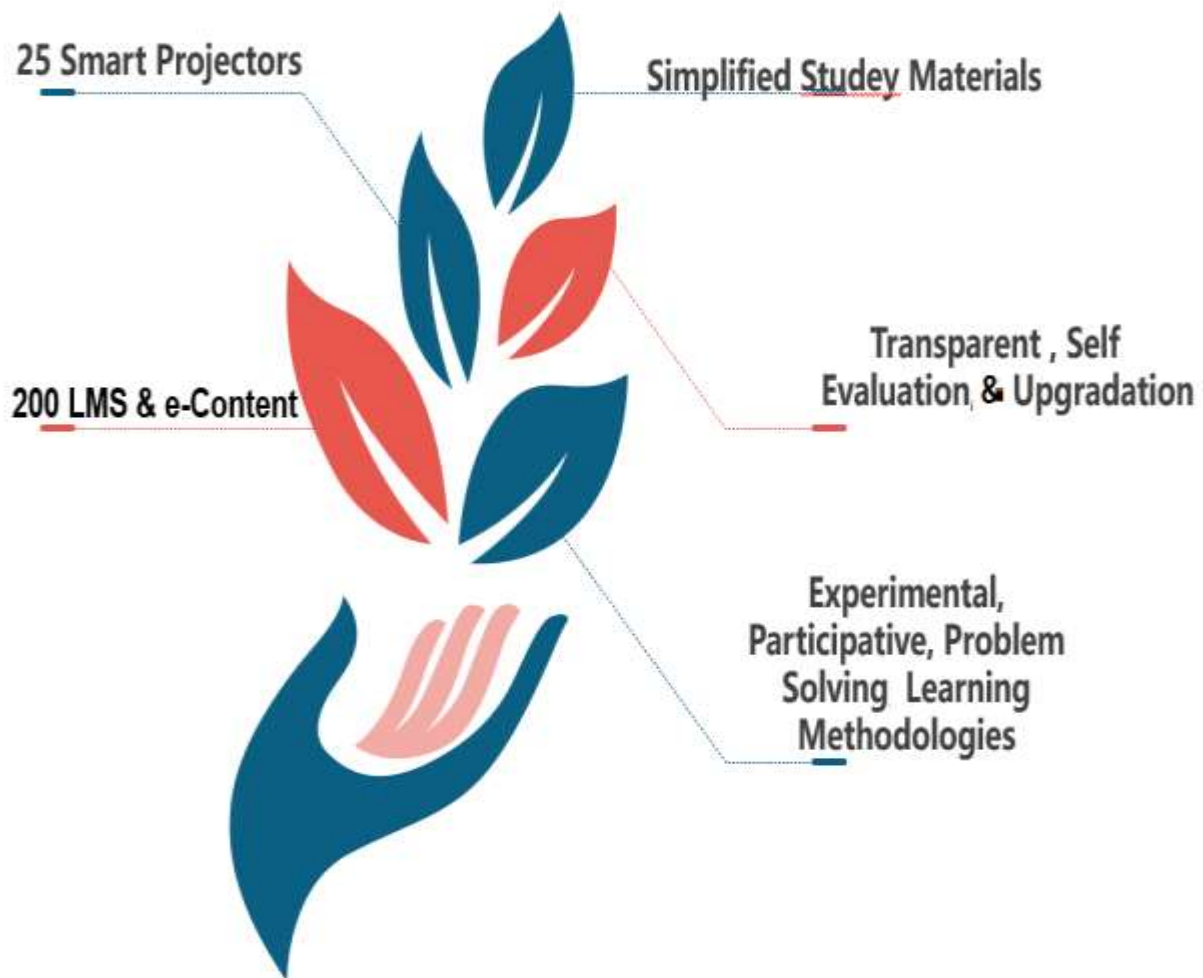 25 Smart Projectors
Simplified Studey Materials
200 LMS & e-Content
Transparent , Self
Evaluation, & Upgradation
Experimental,
Participative, Problem
Solving Learning
Methodologies